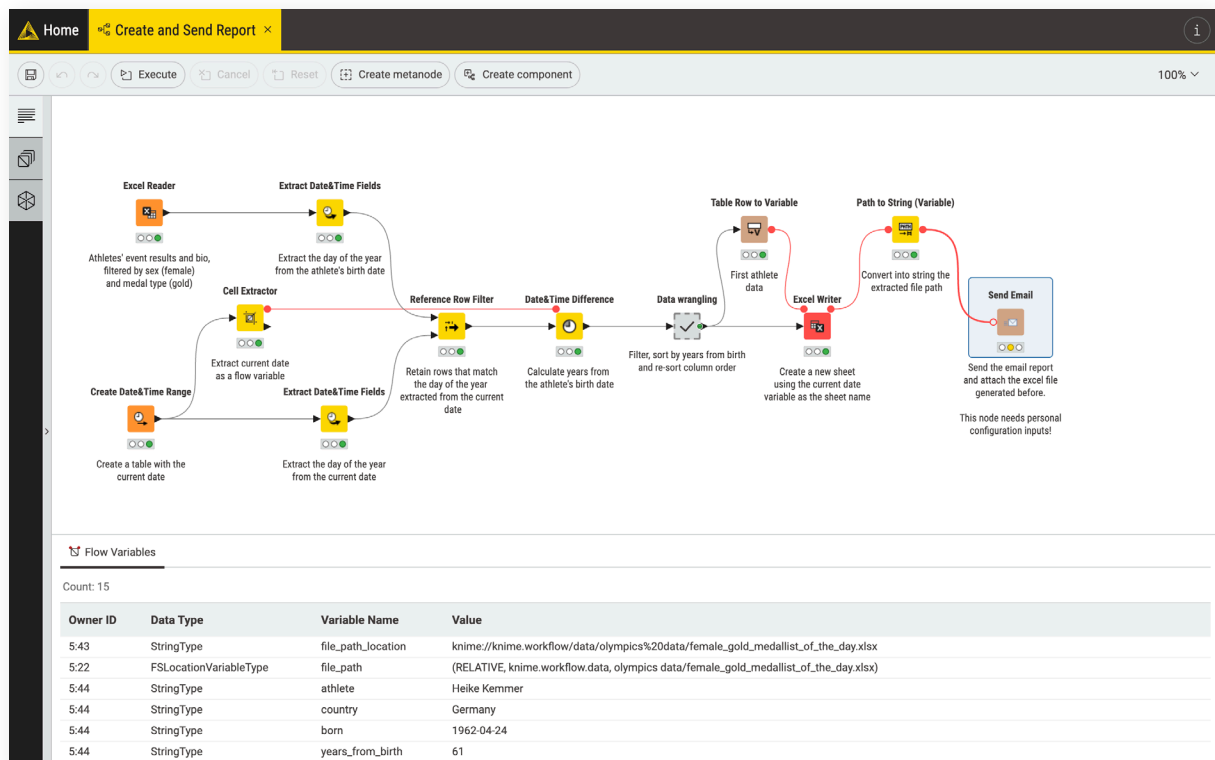 Home
Create and Send Report ×
i
Execute
Cancel
Reset
Create metanode
Create component
100%
Excel Reader
Athletes' event results and bio,
filtered by sex (female)
and medal type (gold)
Extract Date&Time Fields
Extract the day of the year
from the athlete's birth date
Cell Extractor
Extract current date
as a flow variable
Create Date&Time Range
Create a table with the
current date
Extract Date&Time Fields
Extract the day of the year
from the current date
Reference Row Filter
Retain rows that match
the day of the year
extracted from the current
date
Date&Time Difference
Calculate years from
the athlete's birth date
Data wrangling
Filter, sort by years from birth
and re-sort column order
Table Row to Variable
First athlete
data
Excel Writer
Create a new sheet
using the current date
variable as the sheet name
Path to String (Variable)
Convert into string the
extracted file path
Send Email
Send the email report
and attach the excel file
generated before.
This node needs personal
configuration inputs!
Flow Variables
Count: 15
Owner ID Data Type Variable Name Value
5:43 StringType file_path_location knime://knime.workflow/data/olympics%20data/female_gold_medallist_of_the_day.xlsx
5:22 FSLocationVariableType file_path (RELATIVE, knime.workflow.data, olympics data/female_gold_medallist_of_the_day.xlsx)
5:44 StringType athlete Heike Kemmer
5:44 StringType country Germany
5:44 StringType born 1962-04-24
5:44 StringType years_from_birth 61